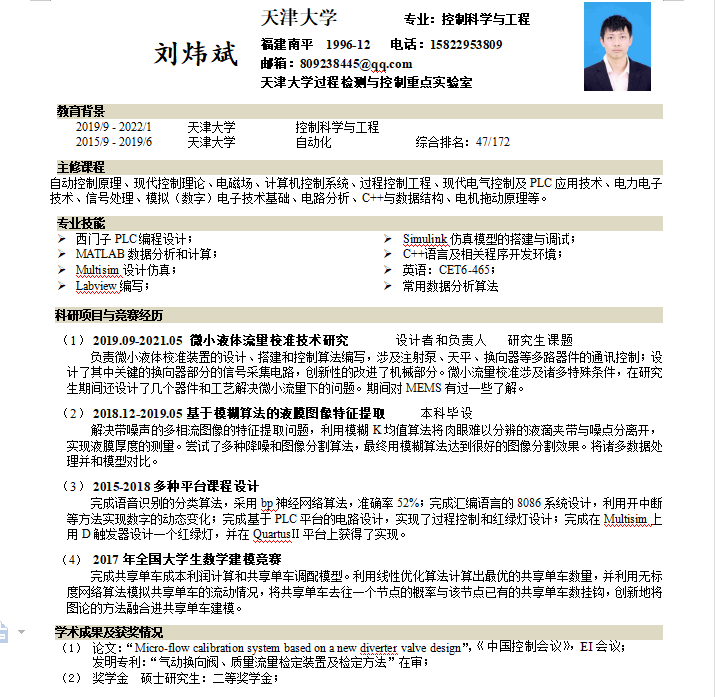 天津大学 专业：控制科学与工程
刘炜斌
福建南平 1996-12 电话：15822953809
邮箱：809238445@qq.com
天津大学过程检测与控制重点实验室
教育背景
2019/9 - 2022/1 天津大学 控制科学与工程
2015/9 - 2019/6 天津大学 自动化 综合排名：47/172
主修课程
自动控制原理、现代控制理论、电磁场、计算机控制系统、过程控制工程、现代电气控制及 PLC 应用技术、电力电子
技术、信号处理、模拟（数字）电子技术基础、电路分析、C++与数据结构、电机拖动原理等。
专业技能
➢ 西门子 PLC 编程设计； ➢ Simulink 仿真模型的搭建与调试；
➢ MATLAB 数据分析和计算； ➢ C++语言及相关程序开发环境；
➢ Multisim 设计仿真； ➢ 英语：CET6-465；
➢ Labview 编写； ➢ 常用数据分析算法
科研项目与竞赛经历
（1） 2019.09-2021.05 微小液体流量校准技术研究 设计者和负责人 研究生课题
负责微小液体校准装置的设计、搭建和控制算法编写，涉及注射泵、天平、换向器等多路器件的通讯控制；设
计了其中关键的换向器部分的信号采集电路，创新性的改进了机械部分。微小流量校准涉及诸多特殊条件，在研究
生期间还设计了几个器件和工艺解决微小流量下的问题。期间对 MEMS 有过一些了解。
（2） 2018.12-2019.05 基于模糊算法的液膜图像特征提取 本科毕设
解决带噪声的多相流图像的特征提取问题，利用模糊 K 均值算法将肉眼难以分辨的液滴夹带与噪点分离开，
实现液膜厚度的测量。尝试了多种降噪和图像分割算法，最终用模糊算法达到很好的图像分割效果。将诸多数据处
理并和模型对比。
（3） 2015-2018 多种平台课程设计
完成语音识别的分类算法，采用 bp 神经网络算法，准确率 52%；完成汇编语言的 8086 系统设计，利用开中断
等方法实现数字的动态变化；完成基于 PLC 平台的电路设计，实现了过程控制和红绿灯设计；完成在 Multisim 上
用 D 触发器设计一个红绿灯，并在 QuartusII 平台上获得了实现。
（4） 2017 年全国大学生数学建模竞赛
完成共享单车成本利润计算和共享单车调配模型。利用线性优化算法计算出最优的共享单车数量，并利用无标
度网络算法模拟共享单车的流动情况，将共享单车去往一个节点的概率与该节点已有的共享单车数挂钩，创新地将
图论的方法融合进共享单车建模。
学术成果及获奖情况
（1） 论文：“Micro-flow calibration system based on a new diverter valve design”，《中国控制会议》，EI 会议；
发明专利：“气动换向阀、质量流量检定装置及检定方法”在审；
（2） 奖学金 硕士研究生：二等奖学金；